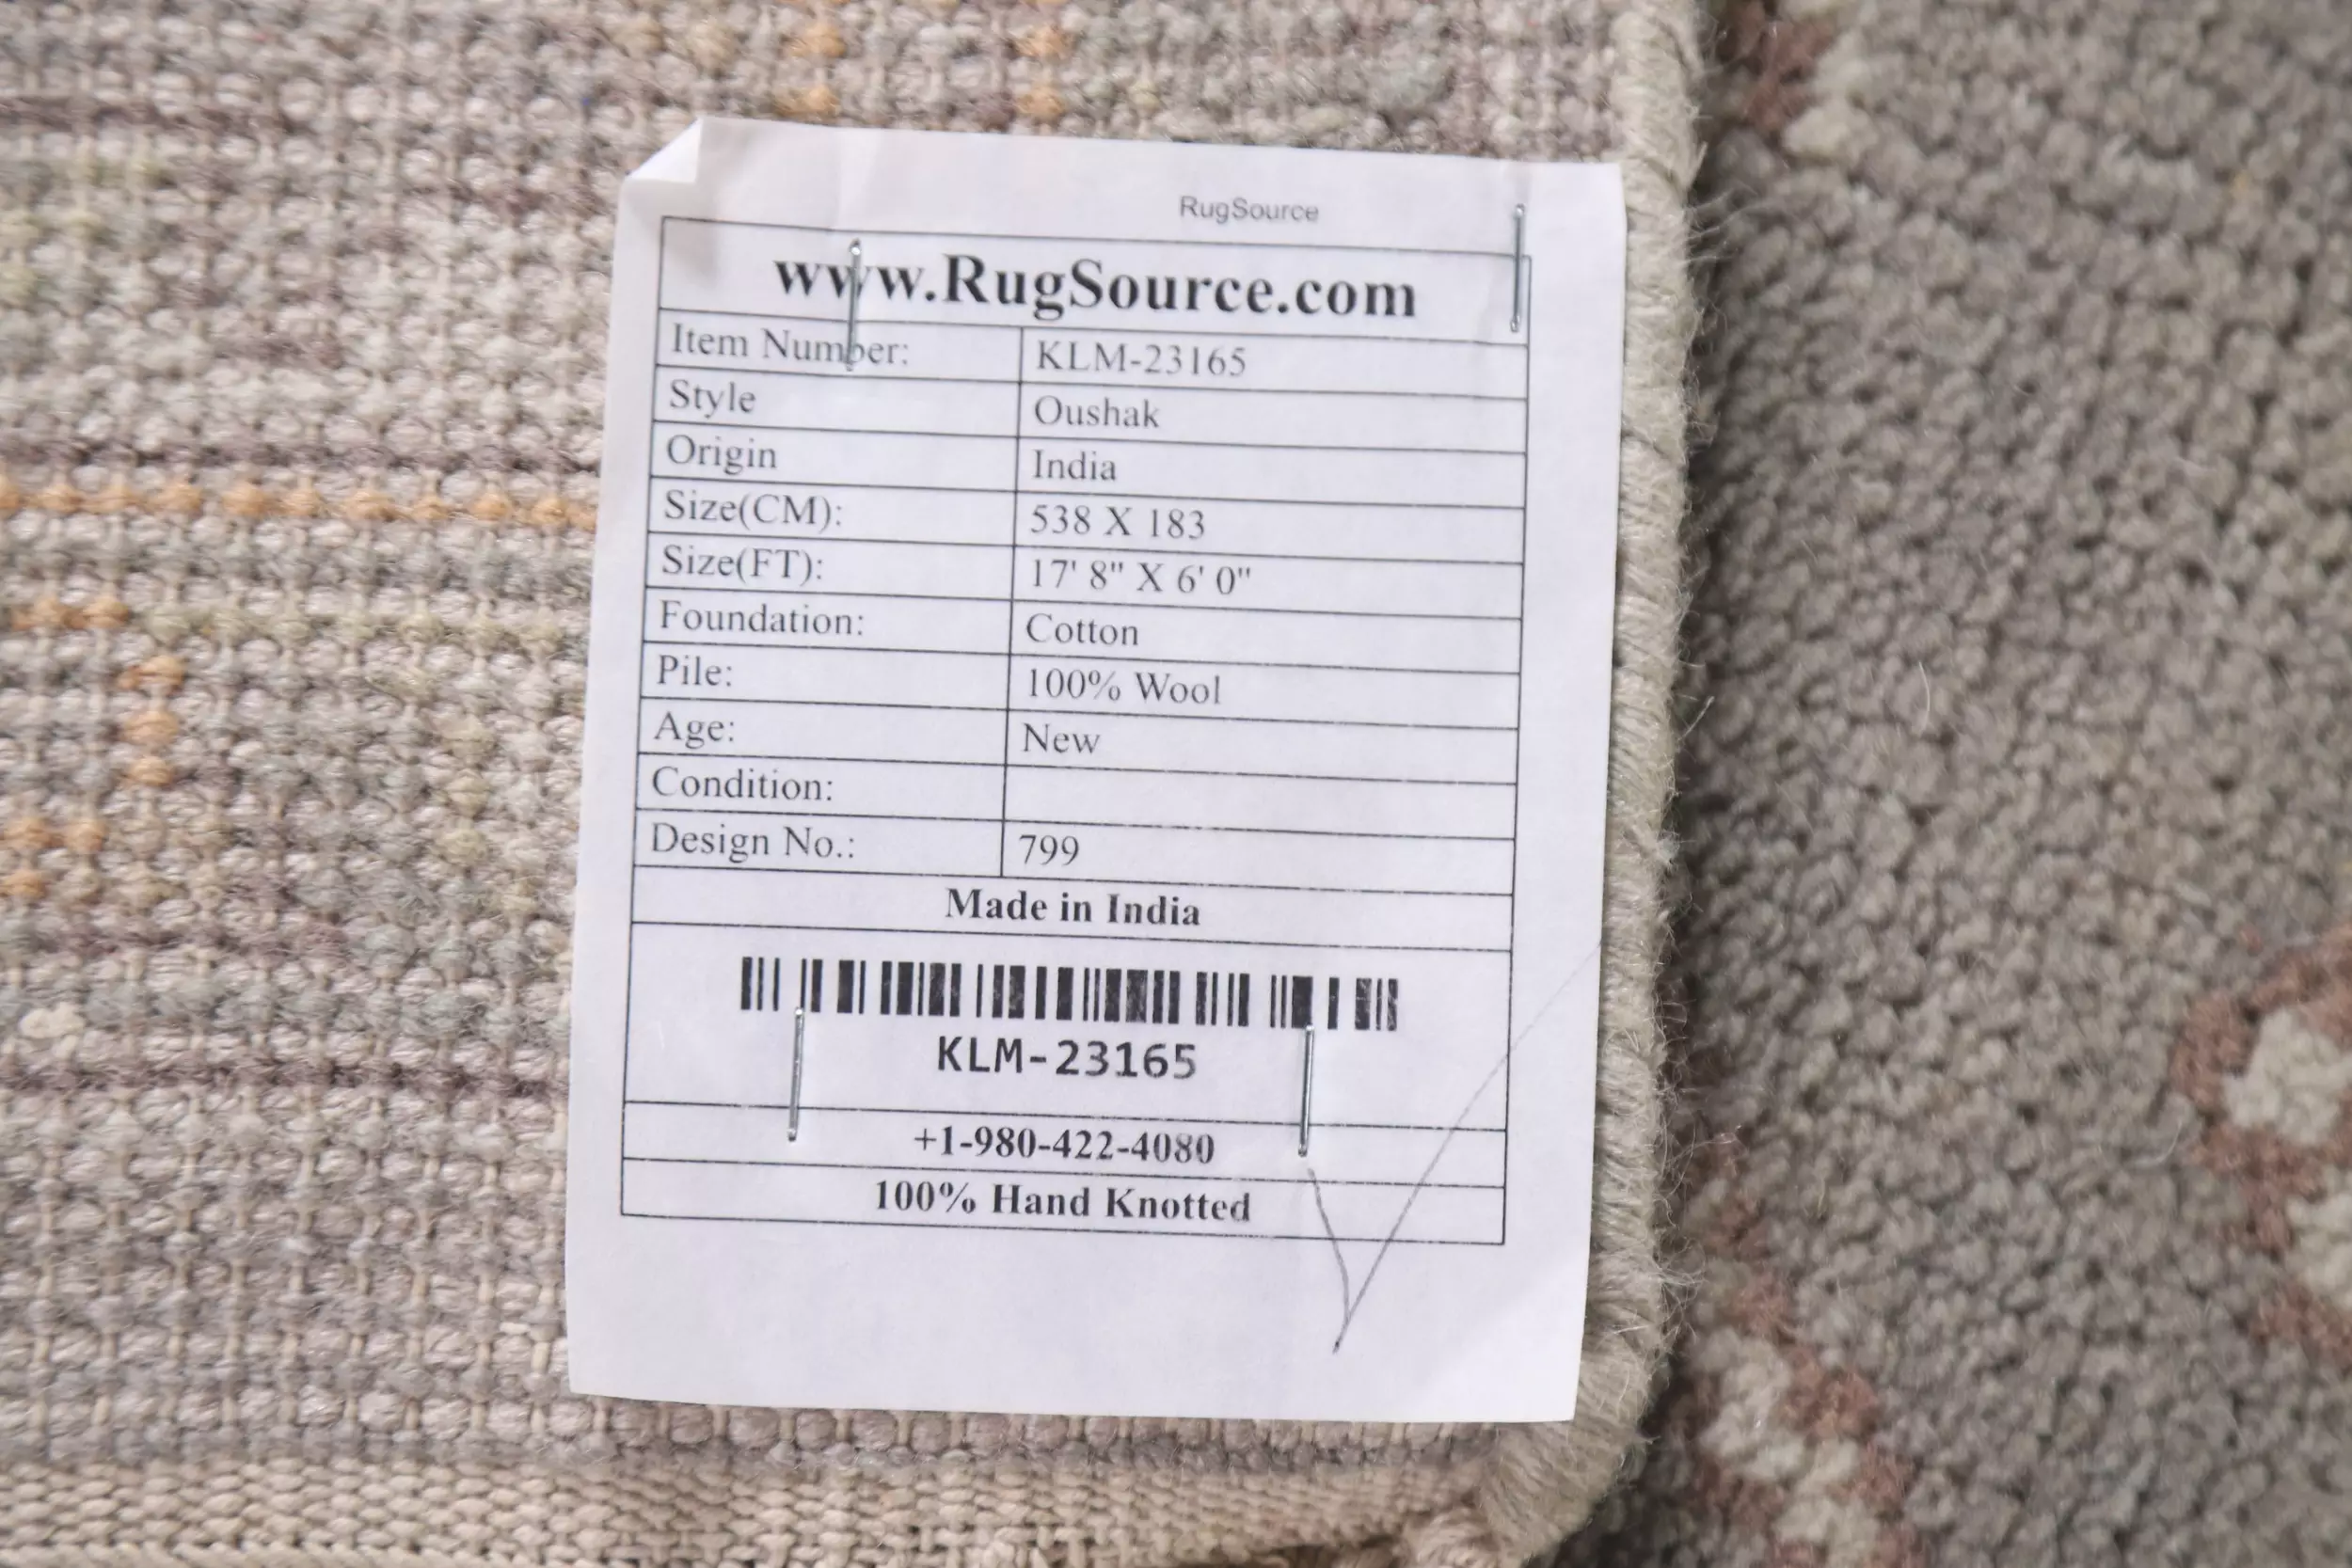 RugSource
www.RugSource.com
Item Number: KLM-23165
Style Oushak
Origin India
Size(CM): 538 X 183
Size(FT): 17' 8" X 6' 0"
Foundation: Cotton
Pile: 100% Wool
Age: New
Condition:
Design No.: 799
Made in India
KLM-23165
+1-980-422-4080
100% Hand Knotted